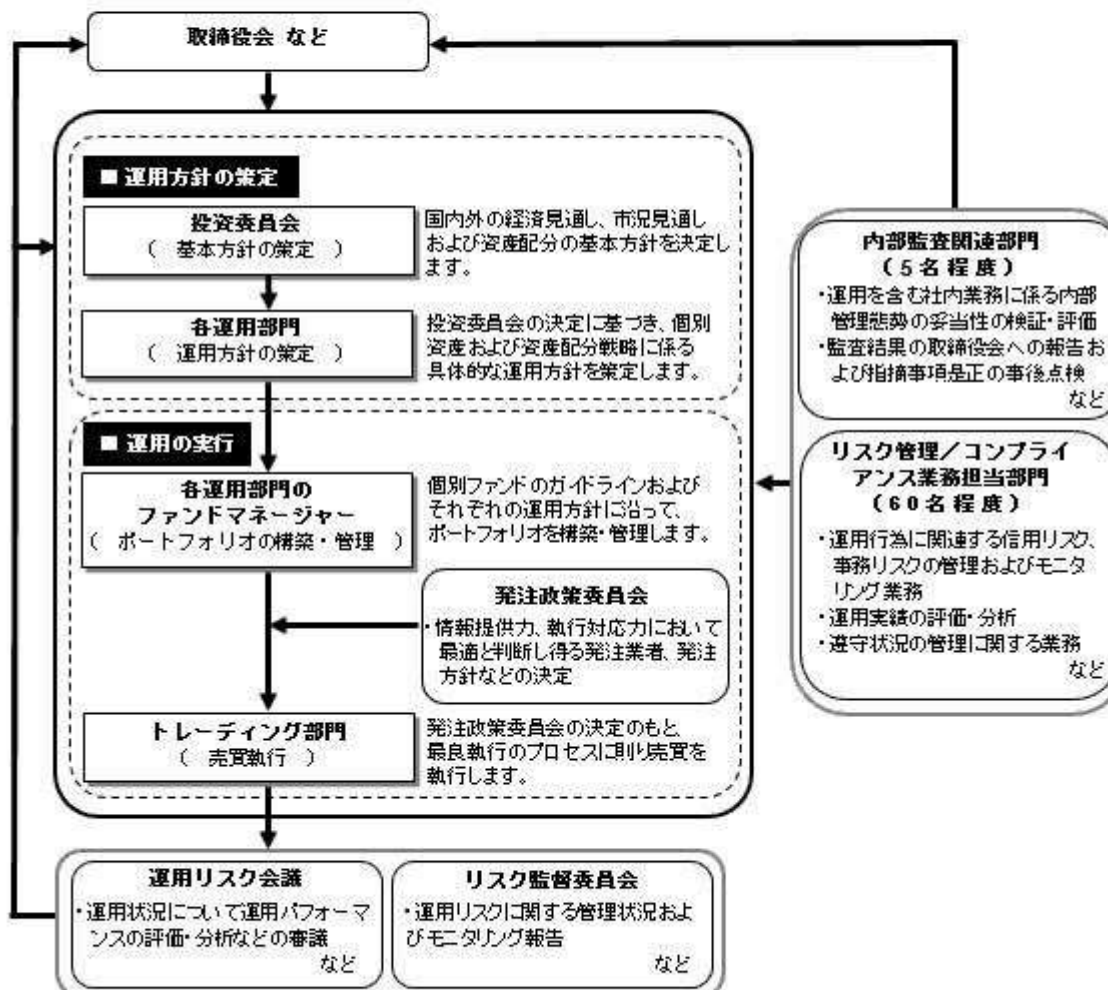 取締役会 など
■ 運用方針の策定
投資委員会
( 基本方針の策定 )
国内外の経済見通し、市況見通し
および資産配分の基本方針を決定し
ます。
各運用部門
( 運用方針の策定 )
投資委員会の決定に基づき、個別
資産および資産配分戦略に係る
具体的な運用方針を策定します。
■ 運用の実行
各運用部門の
ファンドマネージャー
( ポートフォリオの構築・管理 )
個別ファンドのガイドラインおよび
それぞれの運用方針に沿って、
ポートフォリオを構築・管理します。
発注政策委員会
・情報提供力、執行対応力において
最適と判断し得る発注業者、発注
方針などの決定
トレーディング部門
( 売買執行 )
発注政策委員会の決定のもと、
最良執行のプロセスに則り売買を
執行します。
内部監査関連部門
(5名程度)
・運用を含む社内業務に係る内部
管理態勢の妥当性の検証・評価
・監査結果の取締役会への報告お
よび指摘事項是正の事後点検
など
リスク管理/コンプライ
アンス業務担当部門
(60名程度)
・運用行為に関連する信用リスク、
事務リスクの管理およびモニタ
リング業務
・運用実績の評価・分析
・遵守状況の管理に関する業務
など
運用リスク会議
・運用状況について運用パフォーマ
ンスの評価・分析などの審議
など
リスク監督委員会
・運用リスクに関する管理状況およ
びモニタリング報告
など